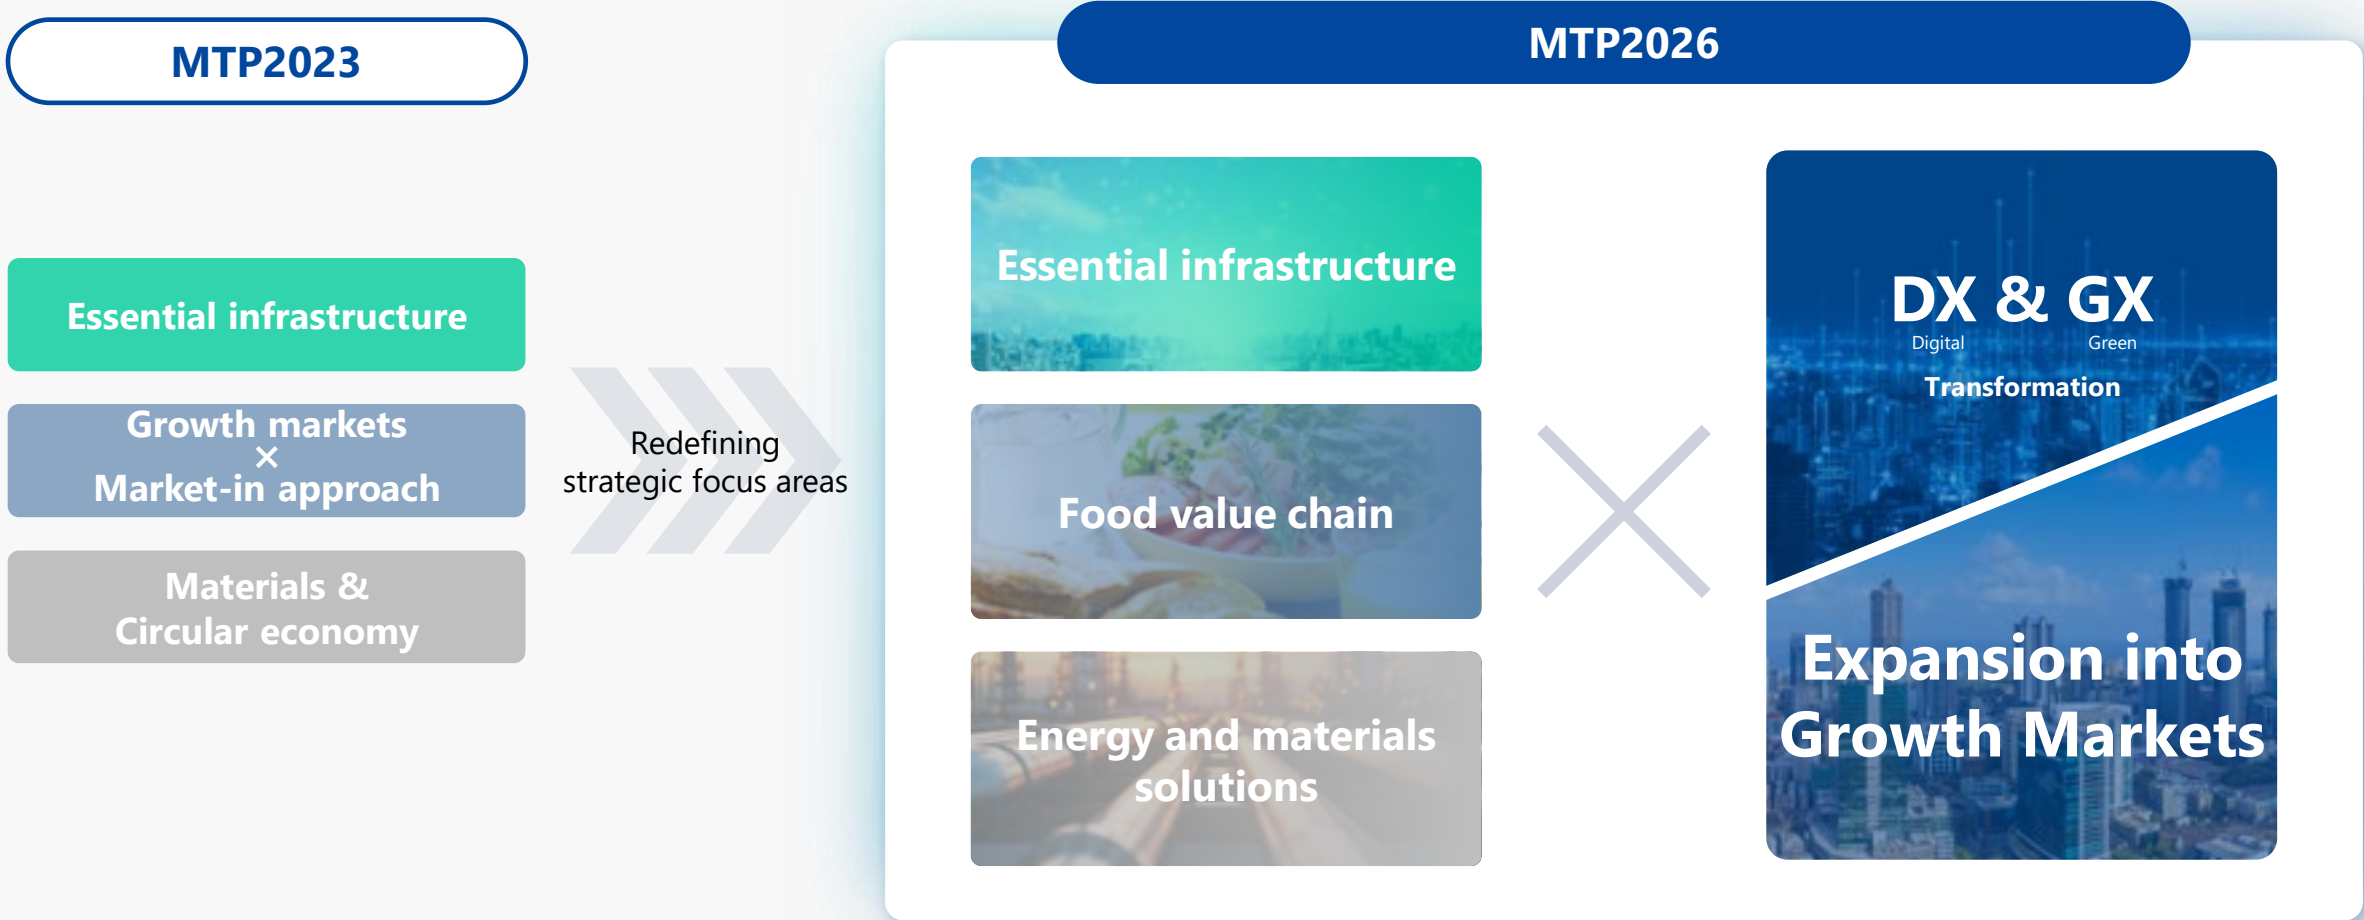 MTP2023
Essential infrastructure
Growth markets
×
Market-in approach
Materials &
Circular economy
Redefining
strategic focus areas
MTP2026
Essential infrastructure
Food value chain
Energy and materials
solutions
DX & GX
Digital Green
Transformation
Expansion into
Growth Markets